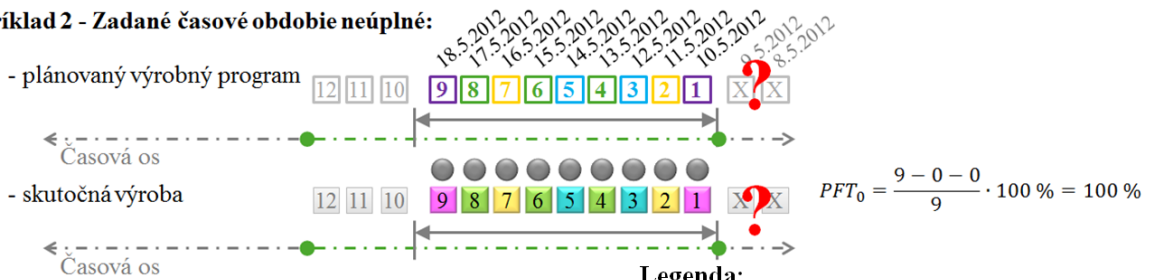 ríklad 2 - Zadané časové obdobie neúplné:
18.5.2012 17.5.2012 16.5.2012 15.5.2012 14.5.2012 13.5.2012 12.5.2012 11.5.2012 10.5.2012 9.5.2012 8.5.2012
- plánovaný výrobný program 12 11 10 9 8 7 6 5 4 3 2 1 X ? X
Časová os
- skutočná výroba 12 11 10 9 8 7 6 5 4 3 2 1 X ? X
PFT₀ = (9 − 0 − 0) / 9 · 100 % = 100 %
Časová os
Legenda: